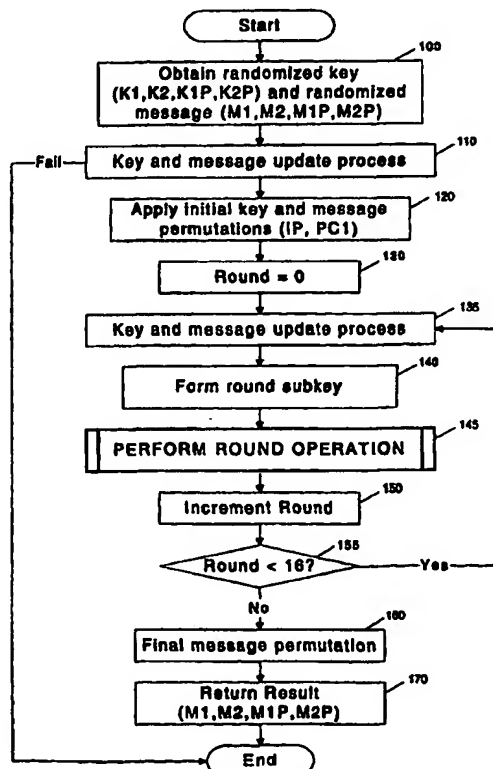 Start
100
Obtain randomized key
(K1,K2,K1P,K2P) and randomized
message (M1,M2,M1P,M2P)
110
Fail
Key and message update process
120
Apply initial key and message
permutations (IP, PC1)
130
Round = 0
135
Key and message update process
140
Form round subkey
145
PERFORM ROUND OPERATION
150
Increment Round
155
Round < 16?
Yes
No
160
Final message permutation
170
Return Result
(M1,M2,M1P,M2P)
End